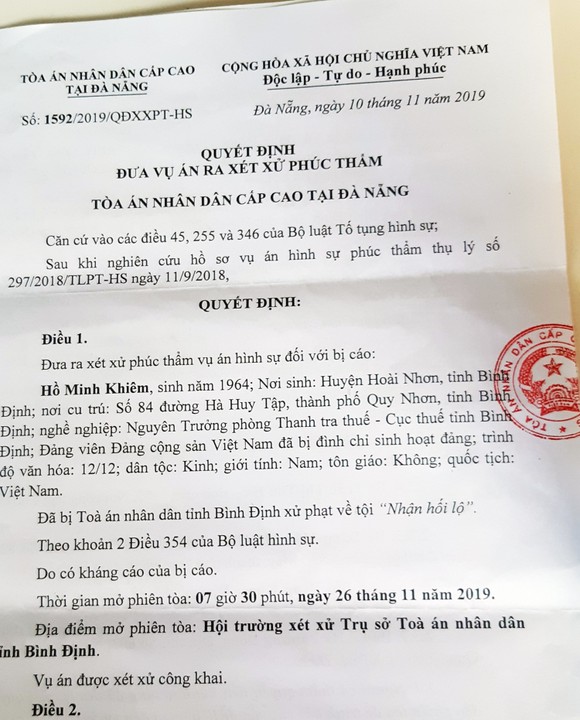 TÒA ÁN NHÂN DÂN CẤP CAO
TẠI ĐÀ NẴNG
Số: 1592/2019/QĐXXPT-HS
CỘNG HÒA XÃ HỘI CHỦ NGHĨA VIỆT NAM
Độc lập - Tự do - Hạnh phúc
Đà Nẵng, ngày 10 tháng 11 năm 2019
QUYẾT ĐỊNH
ĐƯA VỤ ÁN RA XÉT XỬ PHÚC THẨM
TÒA ÁN NHÂN DÂN CẤP CAO TẠI ĐÀ NẴNG
Căn cứ vào các điều 45, 255 và 346 của Bộ luật Tố tụng hình sự;
Sau khi nghiên cứu hồ sơ vụ án hình sự phúc thẩm thụ lý số
297/2018/TLPT-HS ngày 11/9/2018,
QUYẾT ĐỊNH:
Điều 1.
Đưa ra xét xử phúc thẩm vụ án hình sự đối với bị cáo:
Hồ Minh Khiêm, sinh năm 1964; Nơi sinh: Huyện Hoài Nhơn, tỉnh Bình
Định; nơi cư trú: Số 84 đường Hà Huy Tập, thành phố Quy Nhơn, tỉnh Bình
Định; nghề nghiệp: Nguyên Trưởng phòng Thanh tra thuế - Cục thuế tỉnh Bình
Định; Đảng viên Đảng cộng sản Việt Nam đã bị đình chỉ sinh hoạt đảng; trình
độ văn hóa: 12/12; dân tộc: Kinh; giới tính: Nam; tôn giáo: Không; quốc tịch:
Việt Nam.
Đã bị Toà án nhân dân tỉnh Bình Định xử phạt về tội “Nhận hối lộ”.
Theo khoản 2 Điều 354 của Bộ luật hình sự.
Do có kháng cáo của bị cáo.
Thời gian mở phiên tòa: 07 giờ 30 phút, ngày 26 tháng 11 năm 2019.
Địa điểm mở phiên tòa: Hội trường xét xử Trụ sở Toà án nhân dân
tỉnh Bình Định.
Vụ án được xét xử công khai.
Điều 2.
TÒA ÁN NHÂN DÂN CẤP C